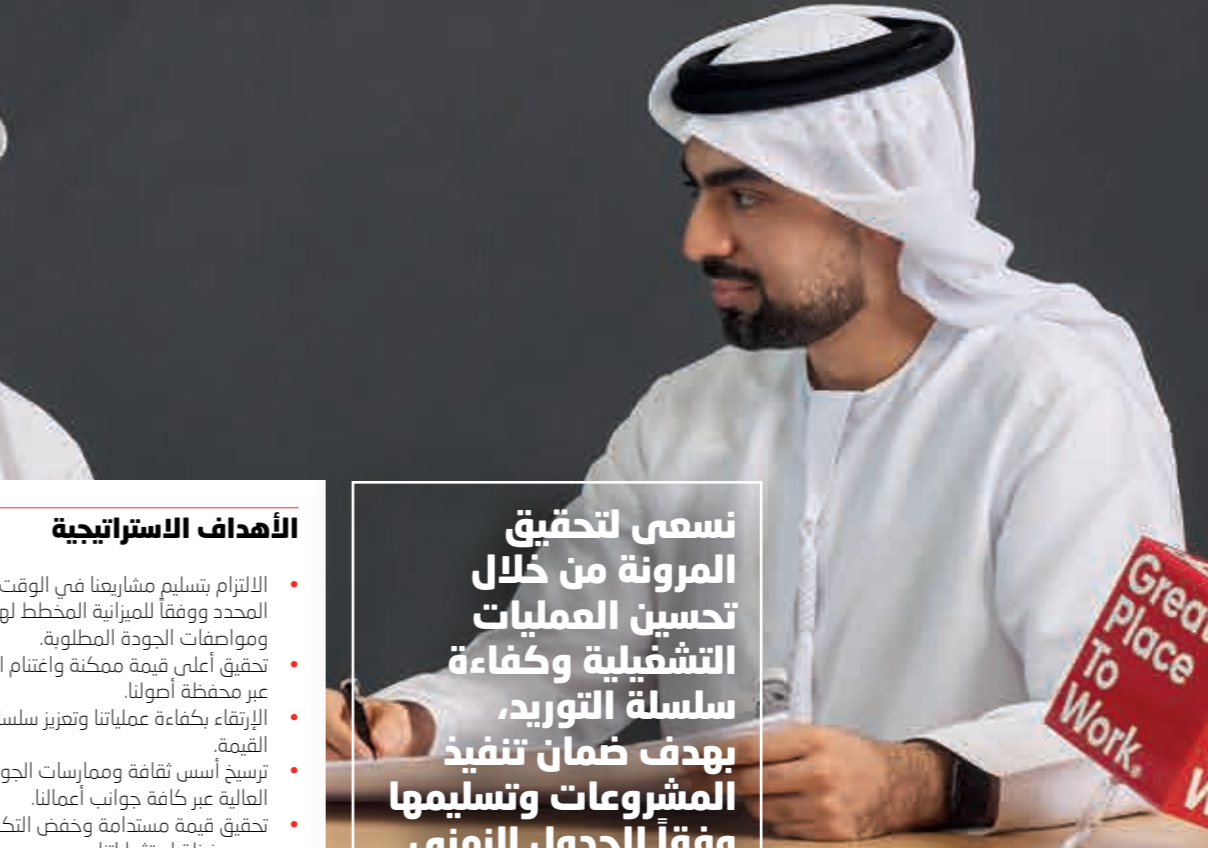 الأهداف الاستراتيجية
• الالتزام بتسليم مشاريعنا في الوقت
المحدد ووفقاً للميزانية المخطط
ومواصفات الجودة المطلوبة.
• تحقيق أعلى قيمة ممكنة واغتنام
عبر محفظة أصولنا.
• الإرتقاء بكفاءة عملياتنا وتعزيز
القيمة.
• ترسيخ أسس ثقافة وممارسات
العالية عبر كافة جوانب أعمالنا.
• تحقيق قيمة مستدامة وخفض
نسعى لتحقيق
المرونة من خلال
تحسين العمليات
التشغيلية وكفاءة
سلسلة التوريد،
بهدف ضمان تنفيذ
المشروعات وتسليمها
وفقاً للجدول الزمني
Great
Place
To
Work.